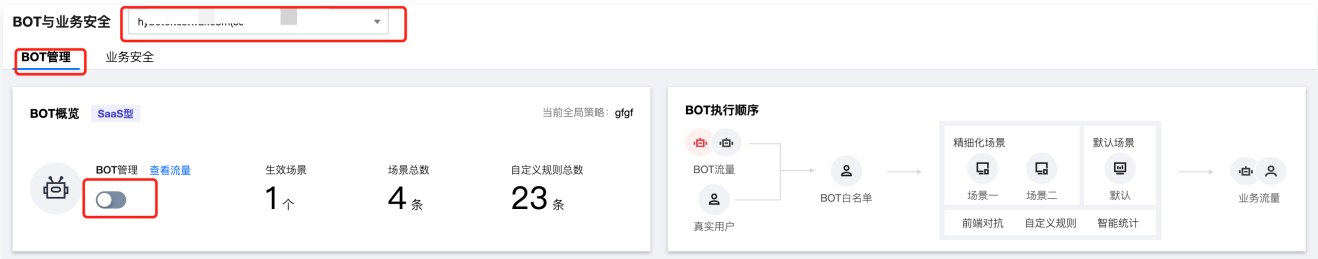 BOT与业务安全
BOT管理 业务安全
BOT概览 SaaS型 当前全局策略: gfgf
BOT管理 查看流量
生效场景
1 个
场景总数
4 条
自定义规则总数
23 条
BOT执行顺序
BOT流量
真实用户
BOT白名单
精细化场景
场景一 场景二
默认场景
默认
前端对抗 自定义规则 智能统计
业务流量